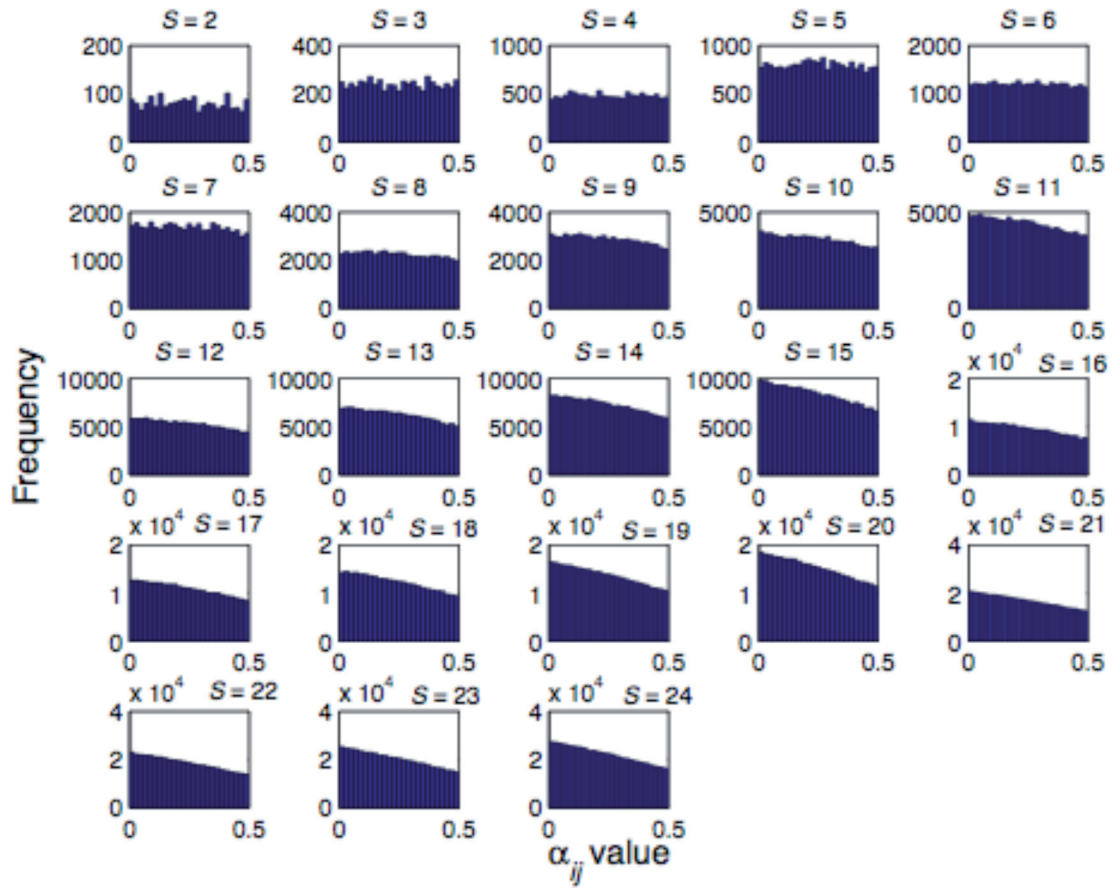 S = 2 S = 3 S = 4 S = 5 S = 6
200 400 1000 1000 2000
100 200 500 500 1000
0 0 0 0 0
0 0.5 0 0.5 0 0.5 0 0.5 0 0.5
S = 7 S = 8 S = 9 S = 10 S = 11
2000 4000 4000 5000 5000
1000 2000 2000
0 0 0 0 0
0 0.5 0 0.5 0 0.5 0 0.5 0 0.5
S = 12 S = 13 S = 14 S = 15 x 10⁴ S = 16
10000 10000 10000 10000 2
5000 5000 5000 5000 1
0 0 0 0 0
0 0.5 0 0.5 0 0.5 0 0.5 0 0.5
x 10⁴ S = 17 x 10⁴ S = 18 x 10⁴ S = 19 x 10⁴ S = 20 x 10⁴ S = 21
2 2 2 2 4
1 1 1 1 2
0 0 0 0 0
0 0.5 0 0.5 0 0.5 0 0.5 0 0.5
x 10⁴ S = 22 x 10⁴ S = 23 x 10⁴ S = 24
4 4 4
2 2 2
0 0 0
0 0.5 0 0.5 0 0.5
Frequency
αij value